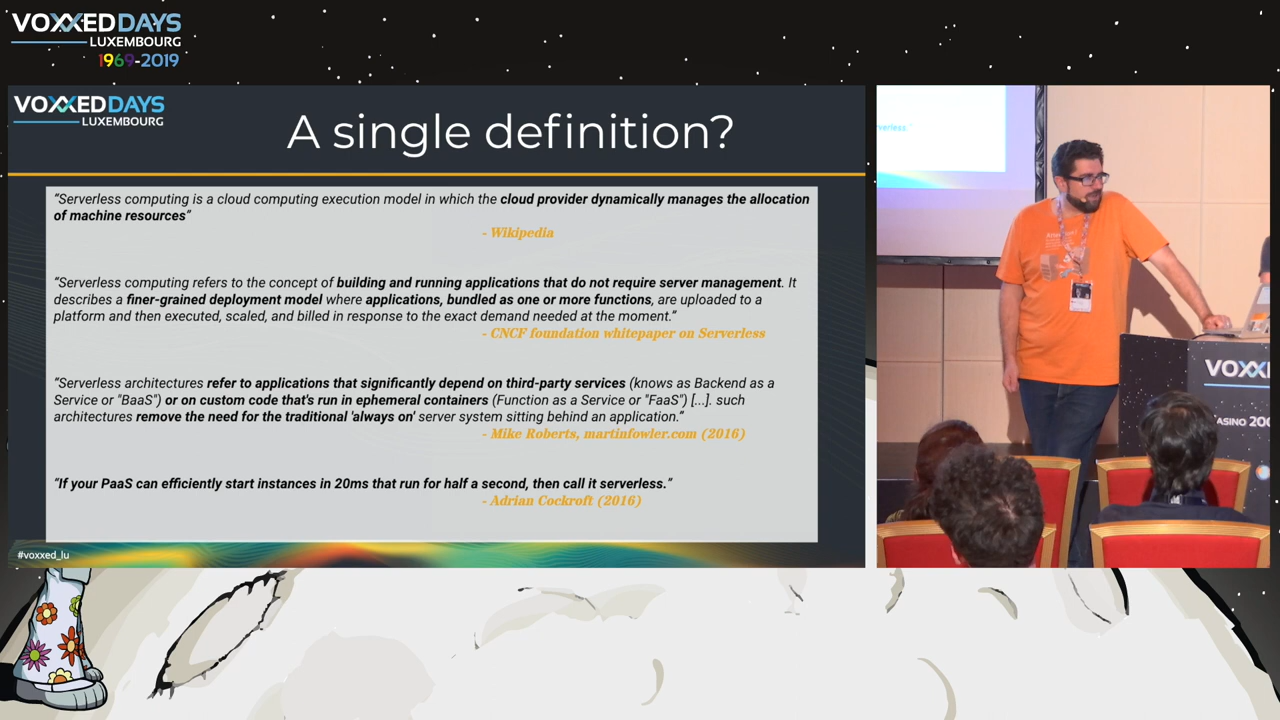 VOXXEDDAYS
LUXEMBOURG
1969-2019
VOXXEDDAYS
LUXEMBOURG
A single definition?
“Serverless computing is a cloud computing execution model in which the cloud provider dynamically manages the allocation
of machine resources”
- Wikipedia
“Serverless computing refers to the concept of building and running applications that do not require server management. It
describes a finer-grained deployment model where applications, bundled as one or more functions, are uploaded to a
platform and then executed, scaled, and billed in response to the exact demand needed at the moment.”
- CNCF foundation whitepaper on Serverless
“Serverless architectures refer to applications that significantly depend on third-party services (knows as Backend as a
Service or "BaaS") or on custom code that's run in ephemeral containers (Function as a Service or "FaaS") [...]. such
architectures remove the need for the traditional 'always on' server system sitting behind an application.”
- Mike Roberts, martinfowler.com (2016)
“If your PaaS can efficiently start instances in 20ms that run for half a second, then call it serverless.”
- Adrian Cockroft (2016)
#voxxed_lu
VOXX
ASINO 20